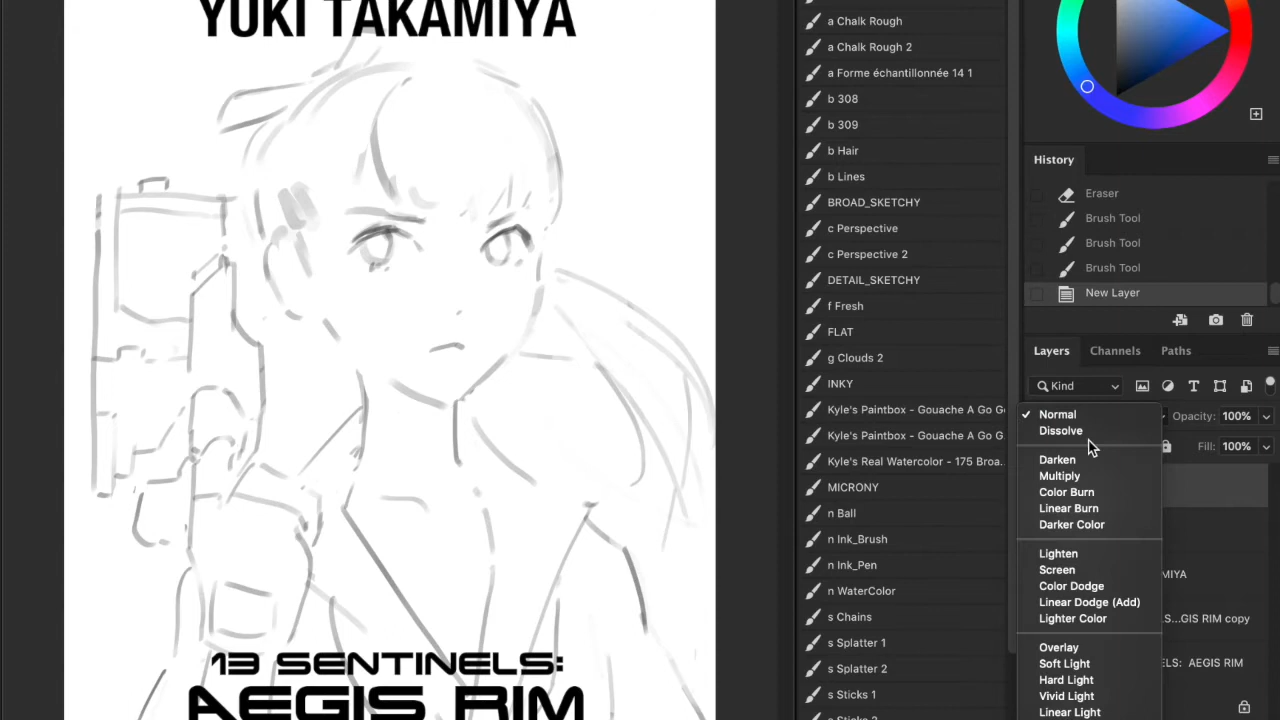 YUKI TAKAMIYA
13 SENTINELS:
AEGIS RIM
a Chalk Rough
a Chalk Rough 2
a Forme échantillonnée 14 1
b 308
b 309
b Hair
b Lines
BROAD_SKETCHY
c Perspective
c Perspective 2
DETAIL_SKETCHY
f Fresh
FLAT
g Clouds 2
INKY
Kyle's Paintbox - Gouache A Go Go
Kyle's Paintbox - Gouache A Go G...
Kyle's Real Watercolor - 175 Broa...
MICRONY
n Ball
n Ink_Brush
n Ink_Pen
n WaterColor
s Chains
s Splatter 1
s Splatter 2
s Sticks 1
History
Eraser
Brush Tool
Brush Tool
Brush Tool
New Layer
Layers Channels Paths
Kind
Opacity: 100%
Fill: 100%
Normal
Dissolve
Darken
Multiply
Color Burn
Linear Burn
Darker Color
Lighten
Screen
Color Dodge
Linear Dodge (Add)
Lighter Color
Overlay
Soft Light
Hard Light
Vivid Light
Linear Light
MIYA
LS...GIS RIM copy
ELS: AEGIS RIM